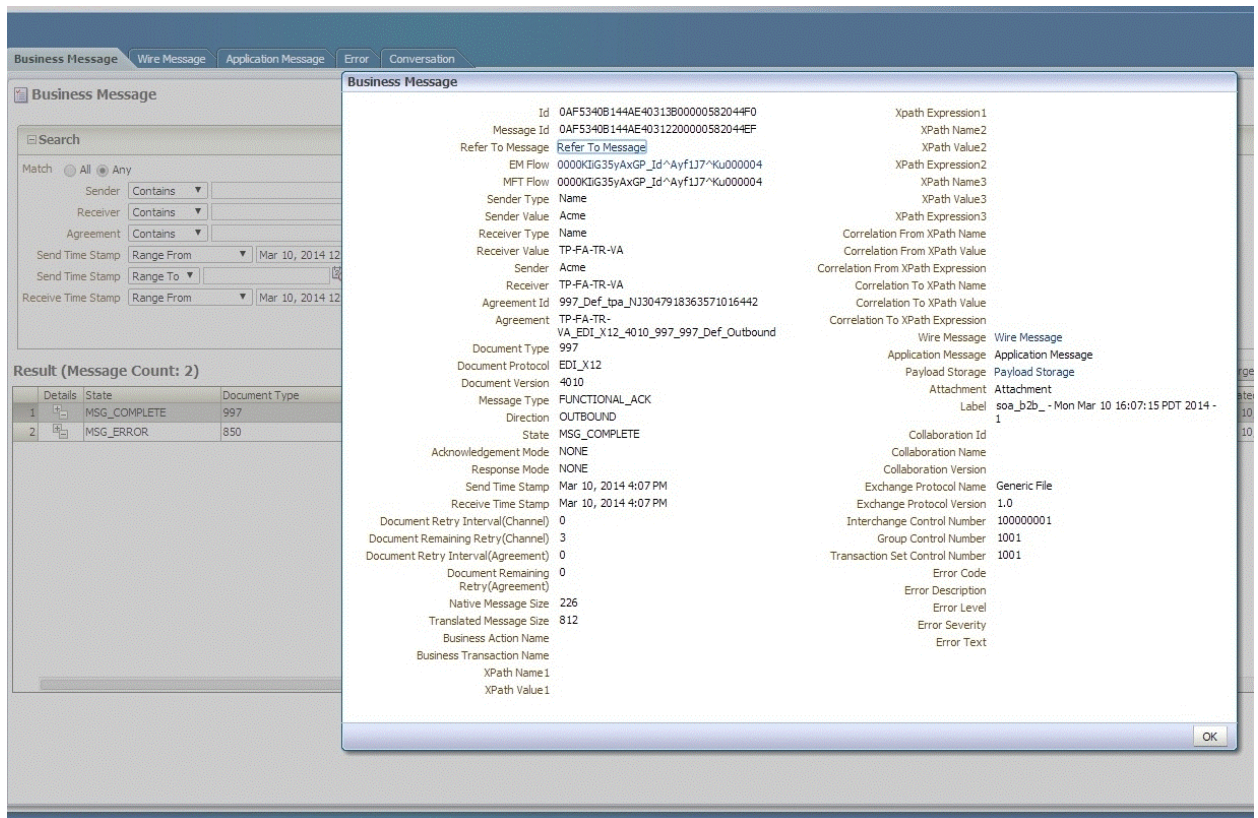 Business Message Wire Message Application Message Error Conversation
Business Message
Search
Match All Any
Sender Contains
Receiver Contains
Agreement Contains
Send Time Stamp Range From Mar 10, 2014 12
Send Time Stamp Range To
Receive Time Stamp Range From Mar 10, 2014 12
Result (Message Count: 2)
Details State Document Type
1 MSG_COMPLETE 997
2 MSG_ERROR 850
Business Message
Id 0AF5340B144AE40313B00000582044F0
Message Id 0AF5340B144AE40312200000582044EF
Refer To Message Refer To Message
EM Flow 0000KIiG35yAxGP_Id^Ayf1J7^Ku000004
MFT Flow 0000KIiG35yAxGP_Id^Ayf1J7^Ku000004
Sender Type Name
Sender Value Acme
Receiver Type Name
Receiver Value TP-FA-TR-VA
Sender Acme
Receiver TP-FA-TR-VA
Agreement Id 997_Def_tpa_NJ3047918363571016442
Agreement TP-FA-TR-
VA_EDI_X12_4010_997_997_Def_Outbound
Document Type 997
Document Protocol EDI_X12
Document Version 4010
Message Type FUNCTIONAL_ACK
Direction OUTBOUND
State MSG_COMPLETE
Acknowledgement Mode NONE
Response Mode NONE
Send Time Stamp Mar 10, 2014 4:07 PM
Receive Time Stamp Mar 10, 2014 4:07 PM
Document Retry Interval(Channel) 0
Document Remaining Retry(Channel) 3
Document Retry Interval(Agreement) 0
Document Remaining 0
Retry(Agreement)
Native Message Size 226
Translated Message Size 812
Business Action Name
Business Transaction Name
XPath Name1
XPath Value1
Xpath Expression1
XPath Name2
XPath Value2
XPath Expression2
XPath Name3
XPath Value3
XPath Expression3
Correlation From XPath Name
Correlation From XPath Value
Correlation From XPath Expression
Correlation To XPath Name
Correlation To XPath Value
Correlation To XPath Expression
Wire Message Wire Message
Application Message Application Message
Payload Storage Payload Storage
Attachment Attachment
Label soa_b2b_ - Mon Mar 10 16:07:15 PDT 2014 -
1
Collaboration Id
Collaboration Name
Collaboration Version
Exchange Protocol Name Generic File
Exchange Protocol Version 1.0
Interchange Control Number 100000001
Group Control Number 1001
Transaction Set Control Number 1001
Error Code
Error Description
Error Level
Error Severity
Error Text
OK